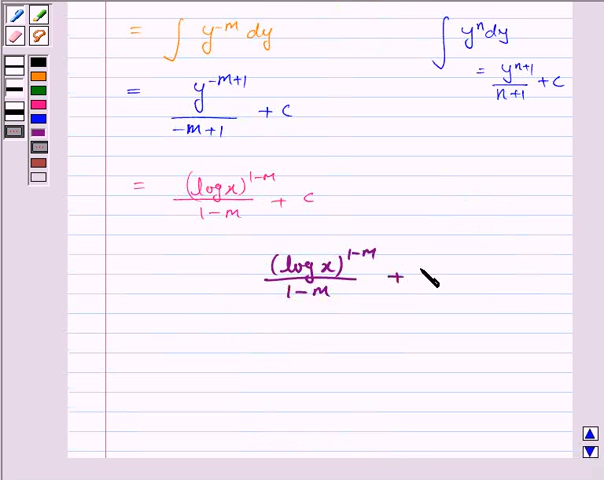 = ∫ y^{-m} dy
∫ y^n dy
= y^{n+1}/(n+1) + c
= y^{-m+1}/(-m+1) + c
= (log x)^{1-m}/(1-m) + c
(log x)^{1-m}/(1-m) +